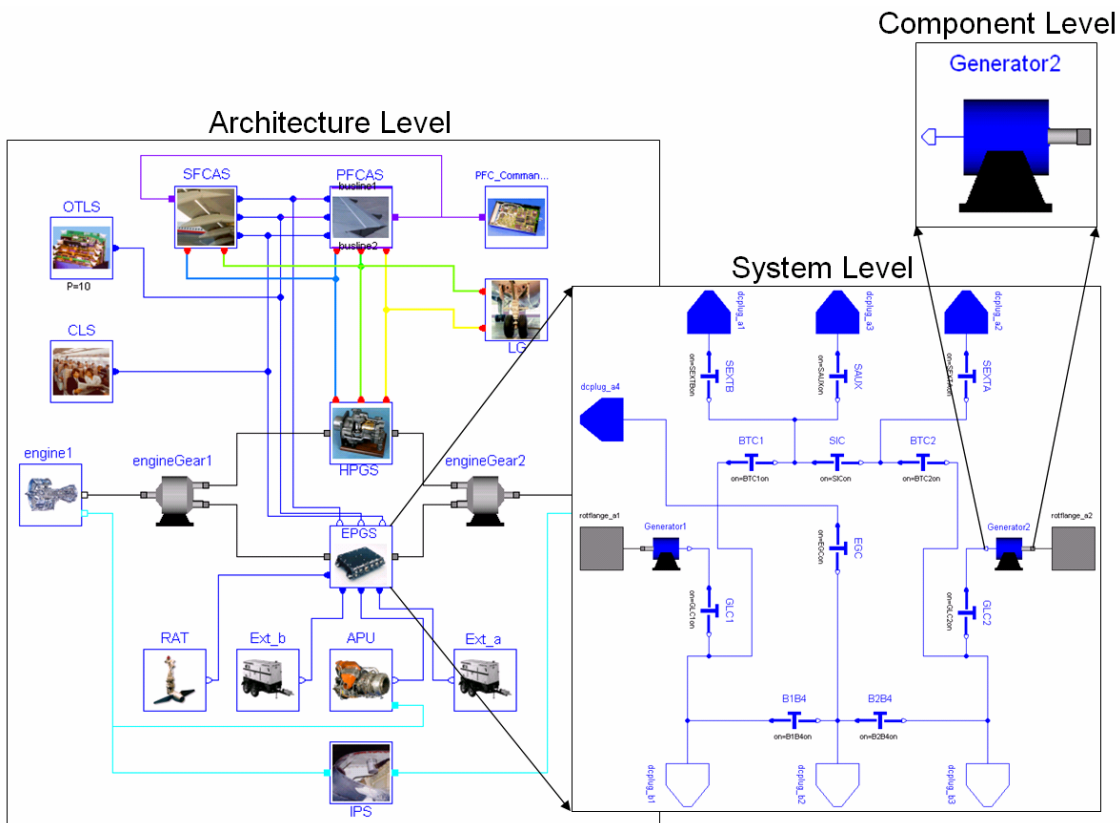 Component Level
Generator2
Architecture Level
SFCAS
PFCAS
busline1
busline2
PFC_Comman...
OTLS
P=10
CLS
LG
HPGS
engine1
engineGear1
engineGear2
EPGS
RAT
Ext_b
APU
Ext_a
IPS
System Level
dcplug_a1
dcplug_a3
dcplug_a2
SEXTB
on=SEXTBon
SAUX
on=SAUXon
SEXTA
on=SEXTAon
dcplug_a4
BTC1
on=BTC1on
SIC
on=SICon
BTC2
on=BTC2on
rotflange_a1
Generator1
EGC
on=EGCon
Generator2
rotflange_a2
GLC1
on=GLC1on
GLC2
on=GLC2on
B1B4
on=B1B4on
B2B4
on=B2B4on
dcplug_b1
dcplug_b2
dcplug_b3